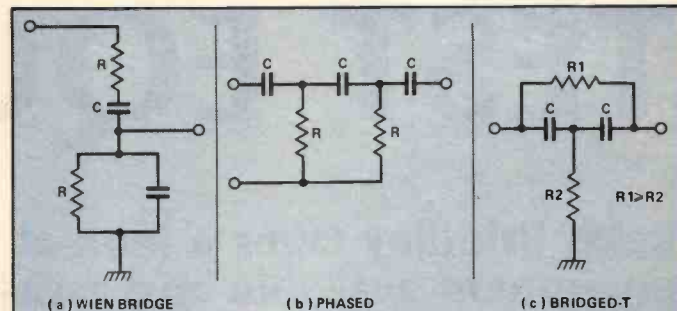 R
C
R
( a ) WIEN BRIDGE
C
C
C
R
R
( b ) PHASED
R1
C
C
R2
R1⩾R2
( c ) BRIDGED-T